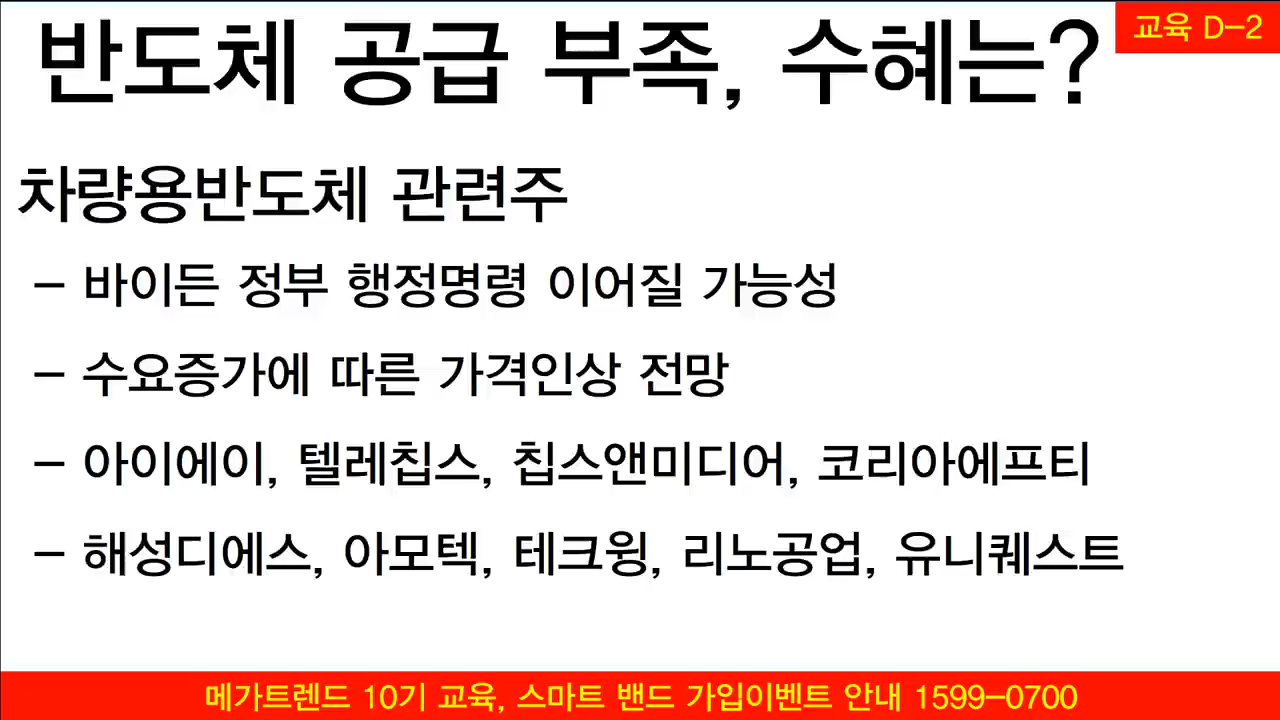 반도체 공급 부족, 수혜는?
교육 D-2
차량용반도체 관련주
- 바이든 정부 행정명령 이어질 가능성
- 수요증가에 따른 가격인상 전망
- 아이에이, 텔레칩스, 칩스앤미디어, 코리아에프티
- 해성디에스, 아모텍, 테크윙, 리노공업, 유니퀘스트
메가트렌드 10기 교육, 스마트 밴드 가입이벤트 안내 1599-0700